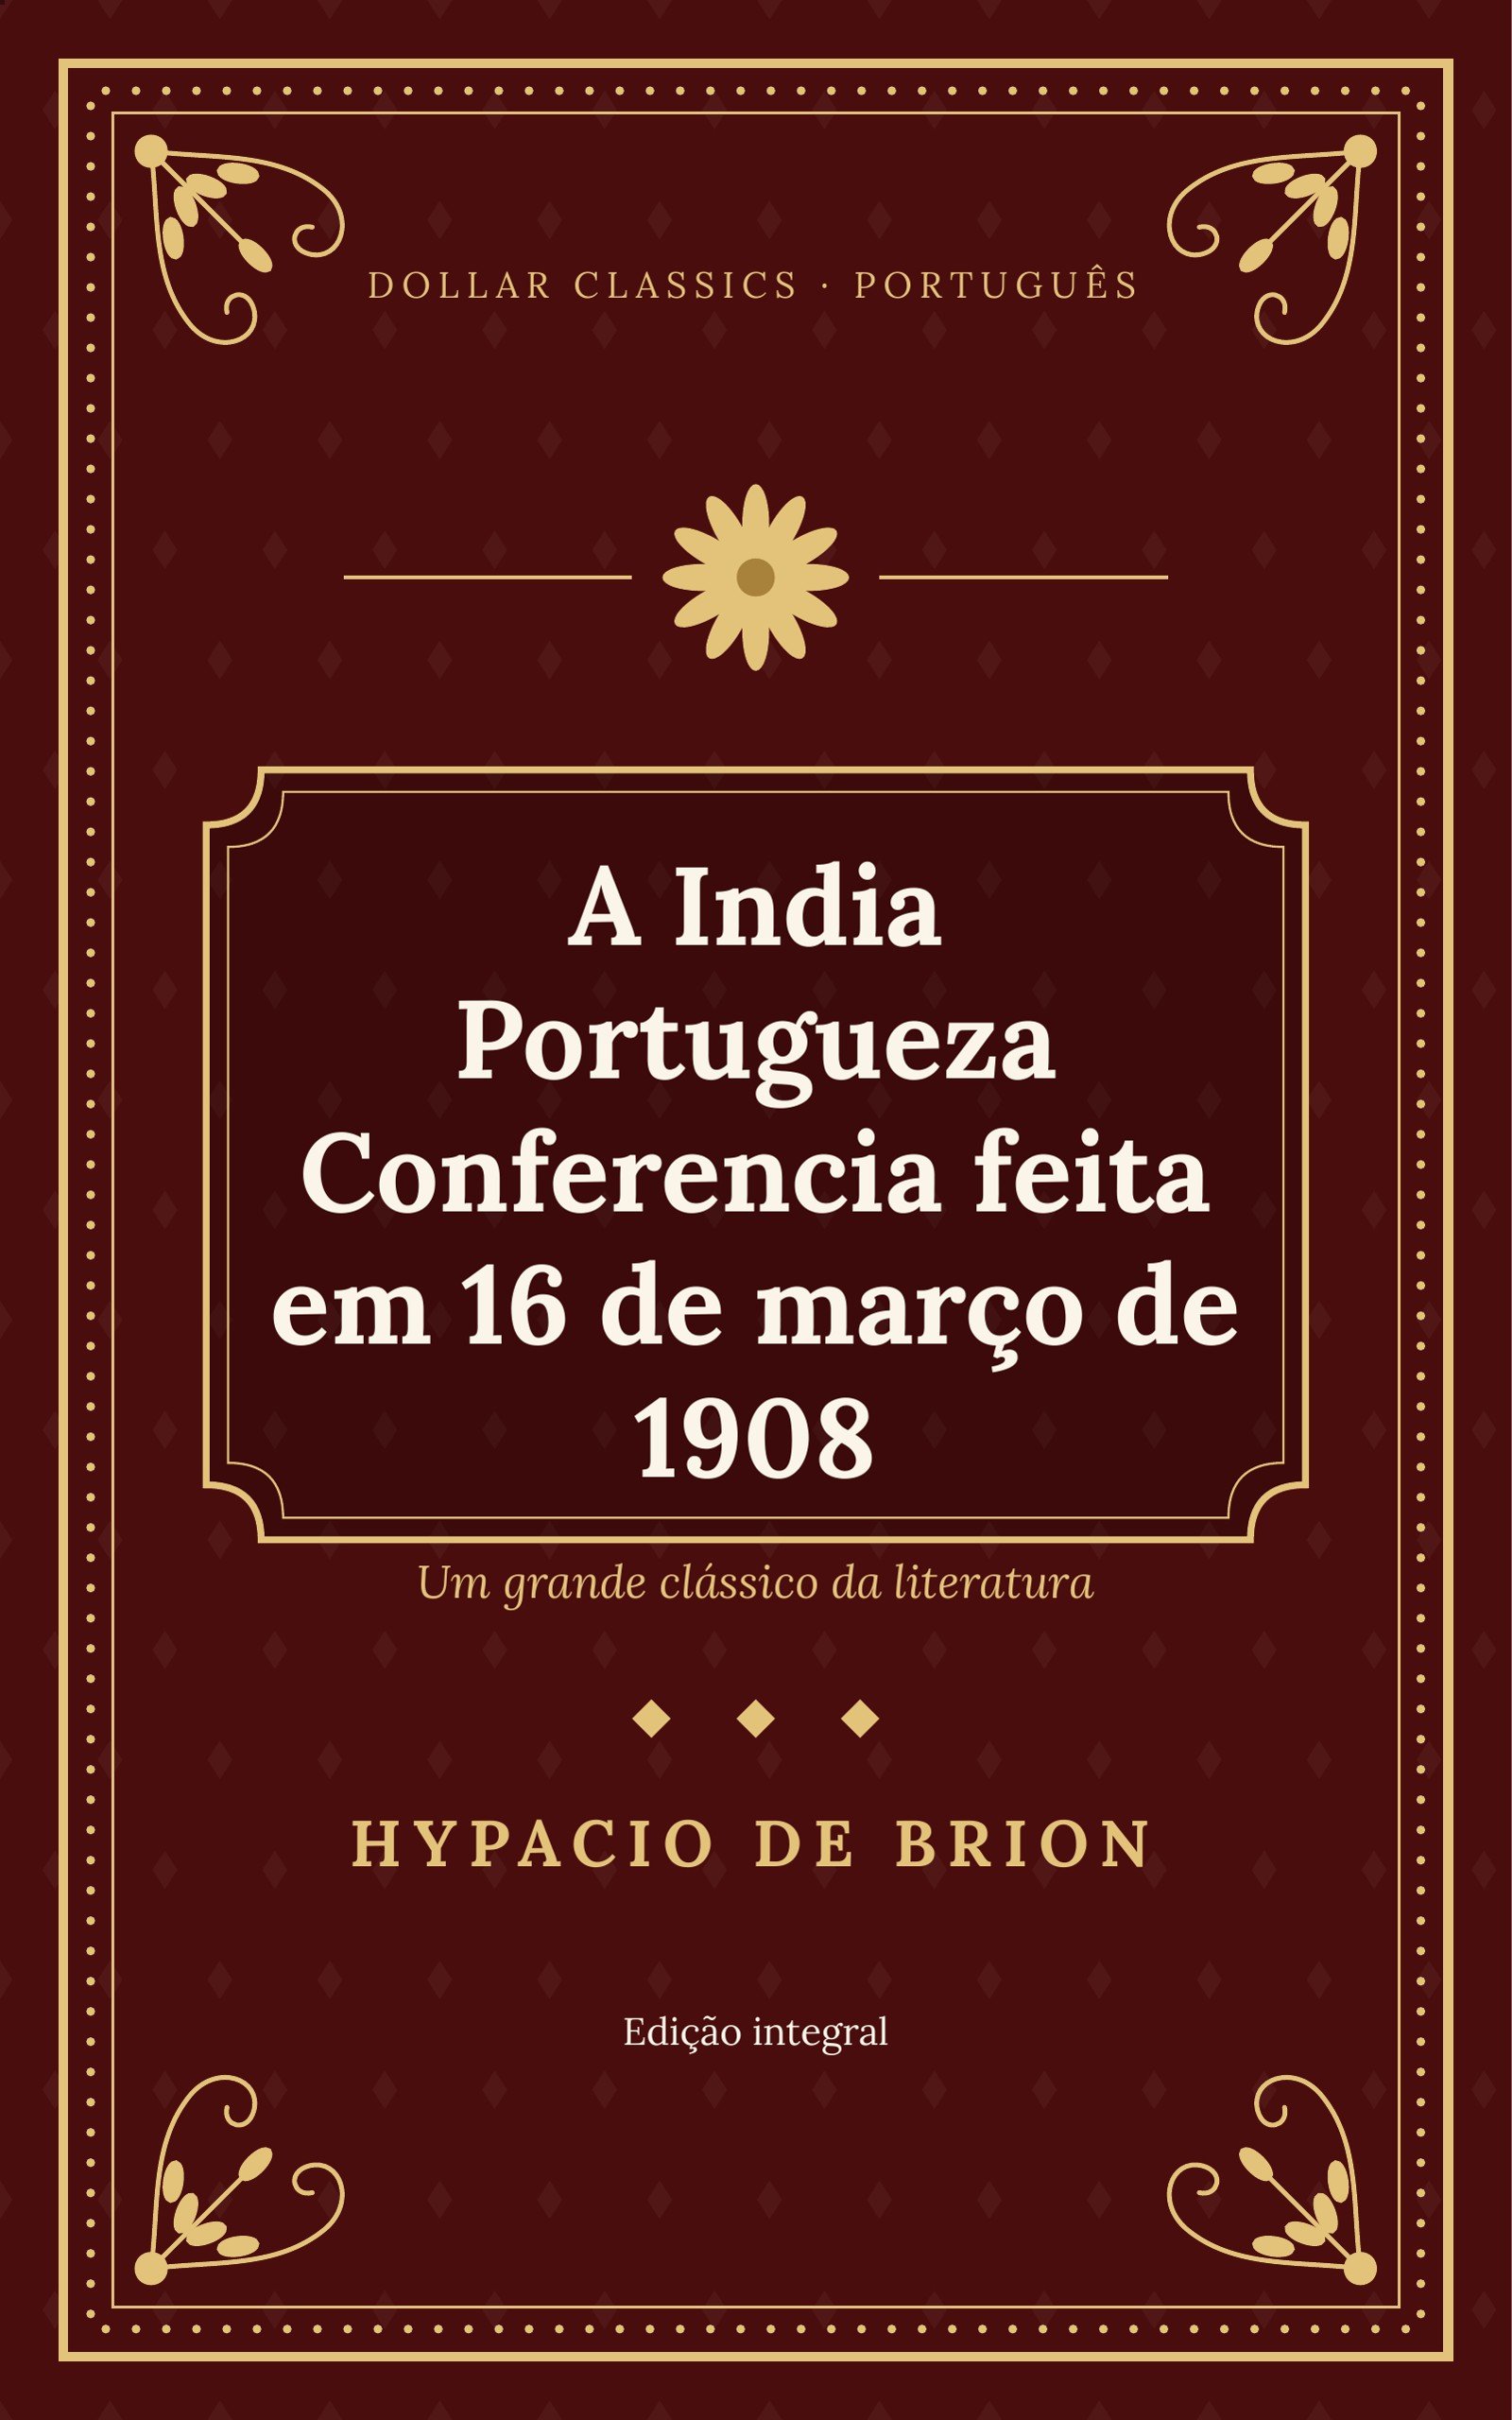 DOLLAR CLASSICS · PORTUGUÊS
A India
Portugueza
Conferencia feita
em 16 de março de
1908
Um grande clássico da literatura
HYPACIO DE BRION
Edição integral